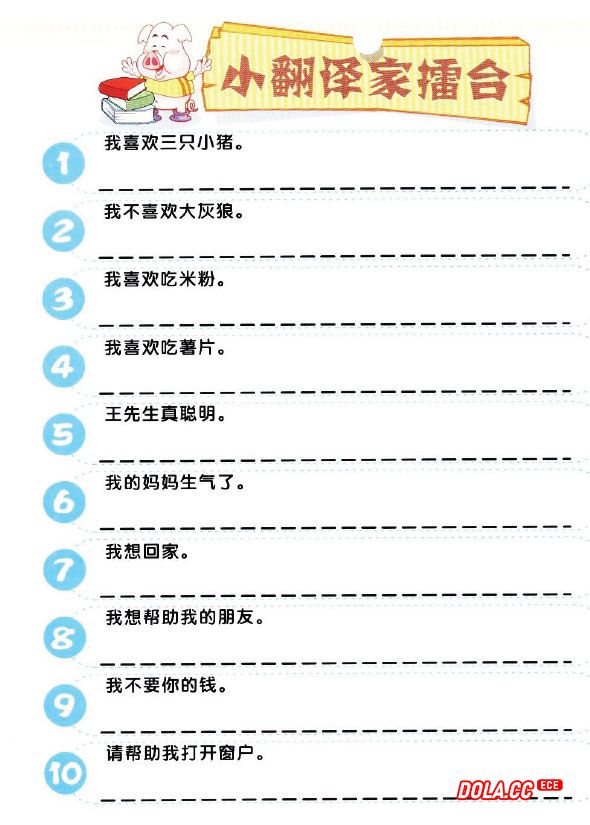 小翻译家擂台
1 我喜欢三只小猪。
2 我不喜欢大灰狼。
3 我喜欢吃米粉。
4 我喜欢吃薯片。
5 王先生真聪明。
6 我的妈妈生气了。
7 我想回家。
8 我想帮助我的朋友。
9 我不要你的钱。
10 请帮助我打开窗户。
DOLA.CC ECE